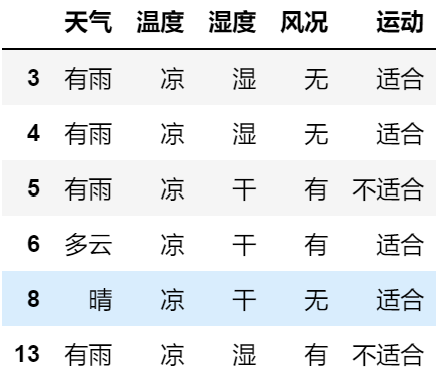 天气 温度 湿度 风况 运动
3 有雨 凉 湿 无 适合
4 有雨 凉 湿 无 适合
5 有雨 凉 干 有 不适合
6 多云 凉 干 有 适合
8 晴 凉 干 无 适合
13 有雨 凉 湿 有 不适合